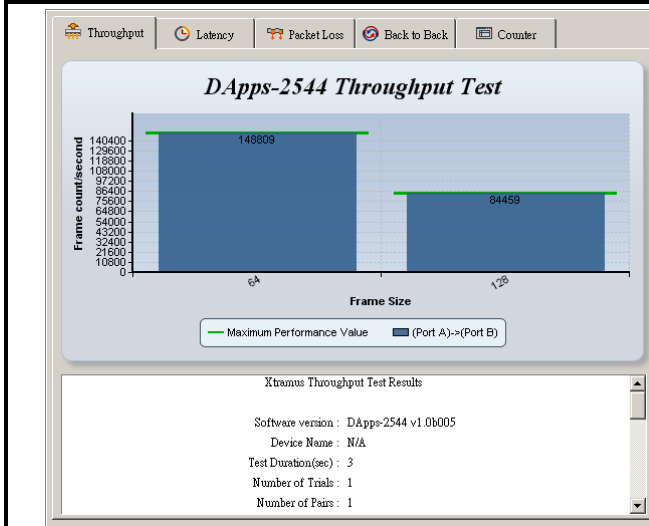 Throughput
Latency
Packet Loss
Back to Back
Counter
DApps-2544 Throughput Test
Frame count/second
140400
129600
118800
108000
97200
86400
75600
64800
54000
43200
32400
21600
10800
0
148809
84459
64
128
Frame Size
Maximum Performance Value
(Port A)->(Port B)
Xtramus Throughput Test Results
Software version : DApps-2544 v1.0b005
Device Name : N/A
Test Duration(sec) : 3
Number of Trials : 1
Number of Pairs : 1